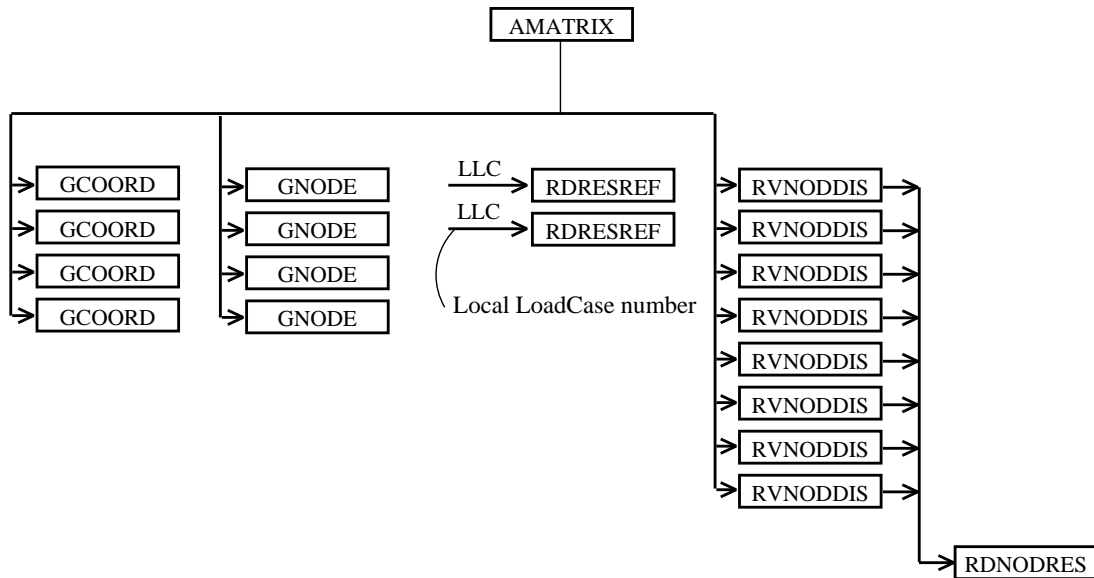 AMATRIX
GCOORD
GCOORD
GCOORD
GCOORD
GNODE
GNODE
GNODE
GNODE
LLC
RDRESREF
LLC
RDRESREF
Local LoadCase number
RVNODDIS
RVNODDIS
RVNODDIS
RVNODDIS
RVNODDIS
RVNODDIS
RVNODDIS
RVNODDIS
RDNODRES